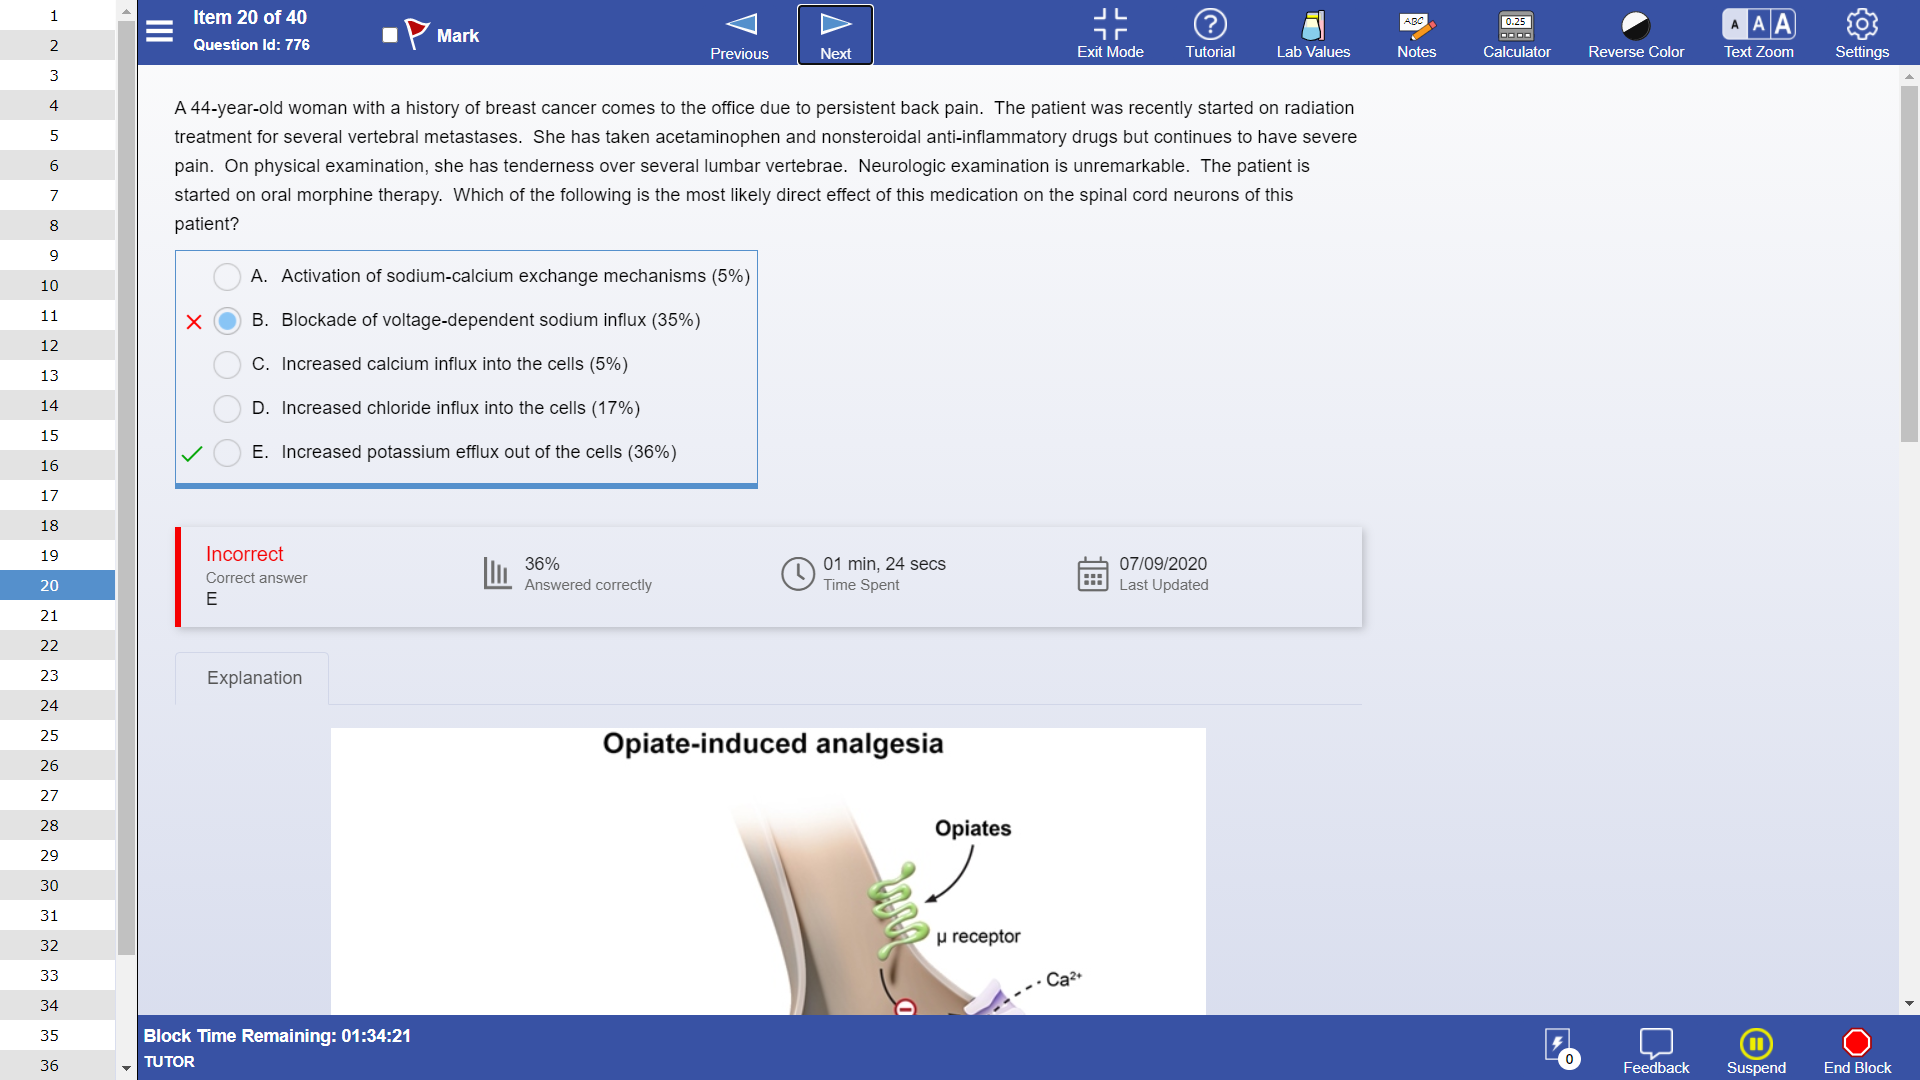 1
2
3
4
5
6
7
8
9
10
11
12
13
14
15
16
17
18
19
20
21
22
23
24
25
26
27
28
29
30
31
32
33
34
35
36
Item 20 of 40
Question Id: 776
Mark
Previous
Next
Exit Mode
Tutorial
Lab Values
ABC
Notes
0.25
Calculator
Reverse Color
A A A
Text Zoom
Settings
A 44-year-old woman with a history of breast cancer comes to the office due to persistent back pain. The patient was recently started on radiation
treatment for several vertebral metastases. She has taken acetaminophen and nonsteroidal anti-inflammatory drugs but continues to have severe
pain. On physical examination, she has tenderness over several lumbar vertebrae. Neurologic examination is unremarkable. The patient is
started on oral morphine therapy. Which of the following is the most likely direct effect of this medication on the spinal cord neurons of this
patient?
A. Activation of sodium-calcium exchange mechanisms (5%)
B. Blockade of voltage-dependent sodium influx (35%)
C. Increased calcium influx into the cells (5%)
D. Increased chloride influx into the cells (17%)
E. Increased potassium efflux out of the cells (36%)
Incorrect
Correct answer
E
36%
Answered correctly
01 min, 24 secs
Time Spent
07/09/2020
Last Updated
Explanation
Opiate-induced analgesia
Opiates
μ receptor
Ca²⁺
Block Time Remaining: 01:34:21
TUTOR
0
Feedback
Suspend
End Block